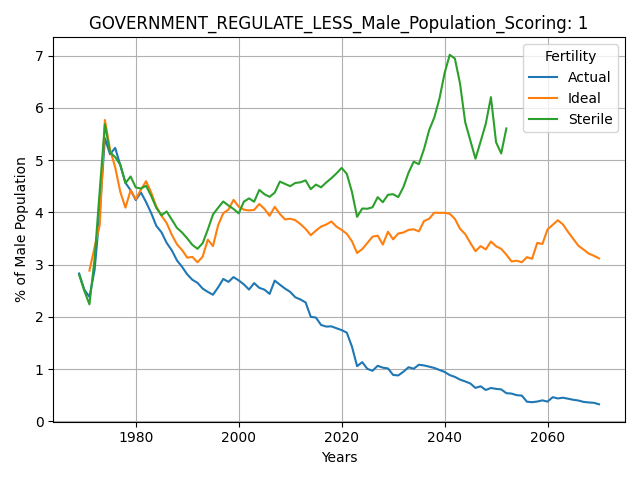 GOVERNMENT_REGULATE_LESS_Male_Population_Scoring: 1
Fertility
Actual
Ideal
Sterile
% of Male Population
7
6
5
4
3
2
1
0
1980 2000 2020 2040 2060
Years